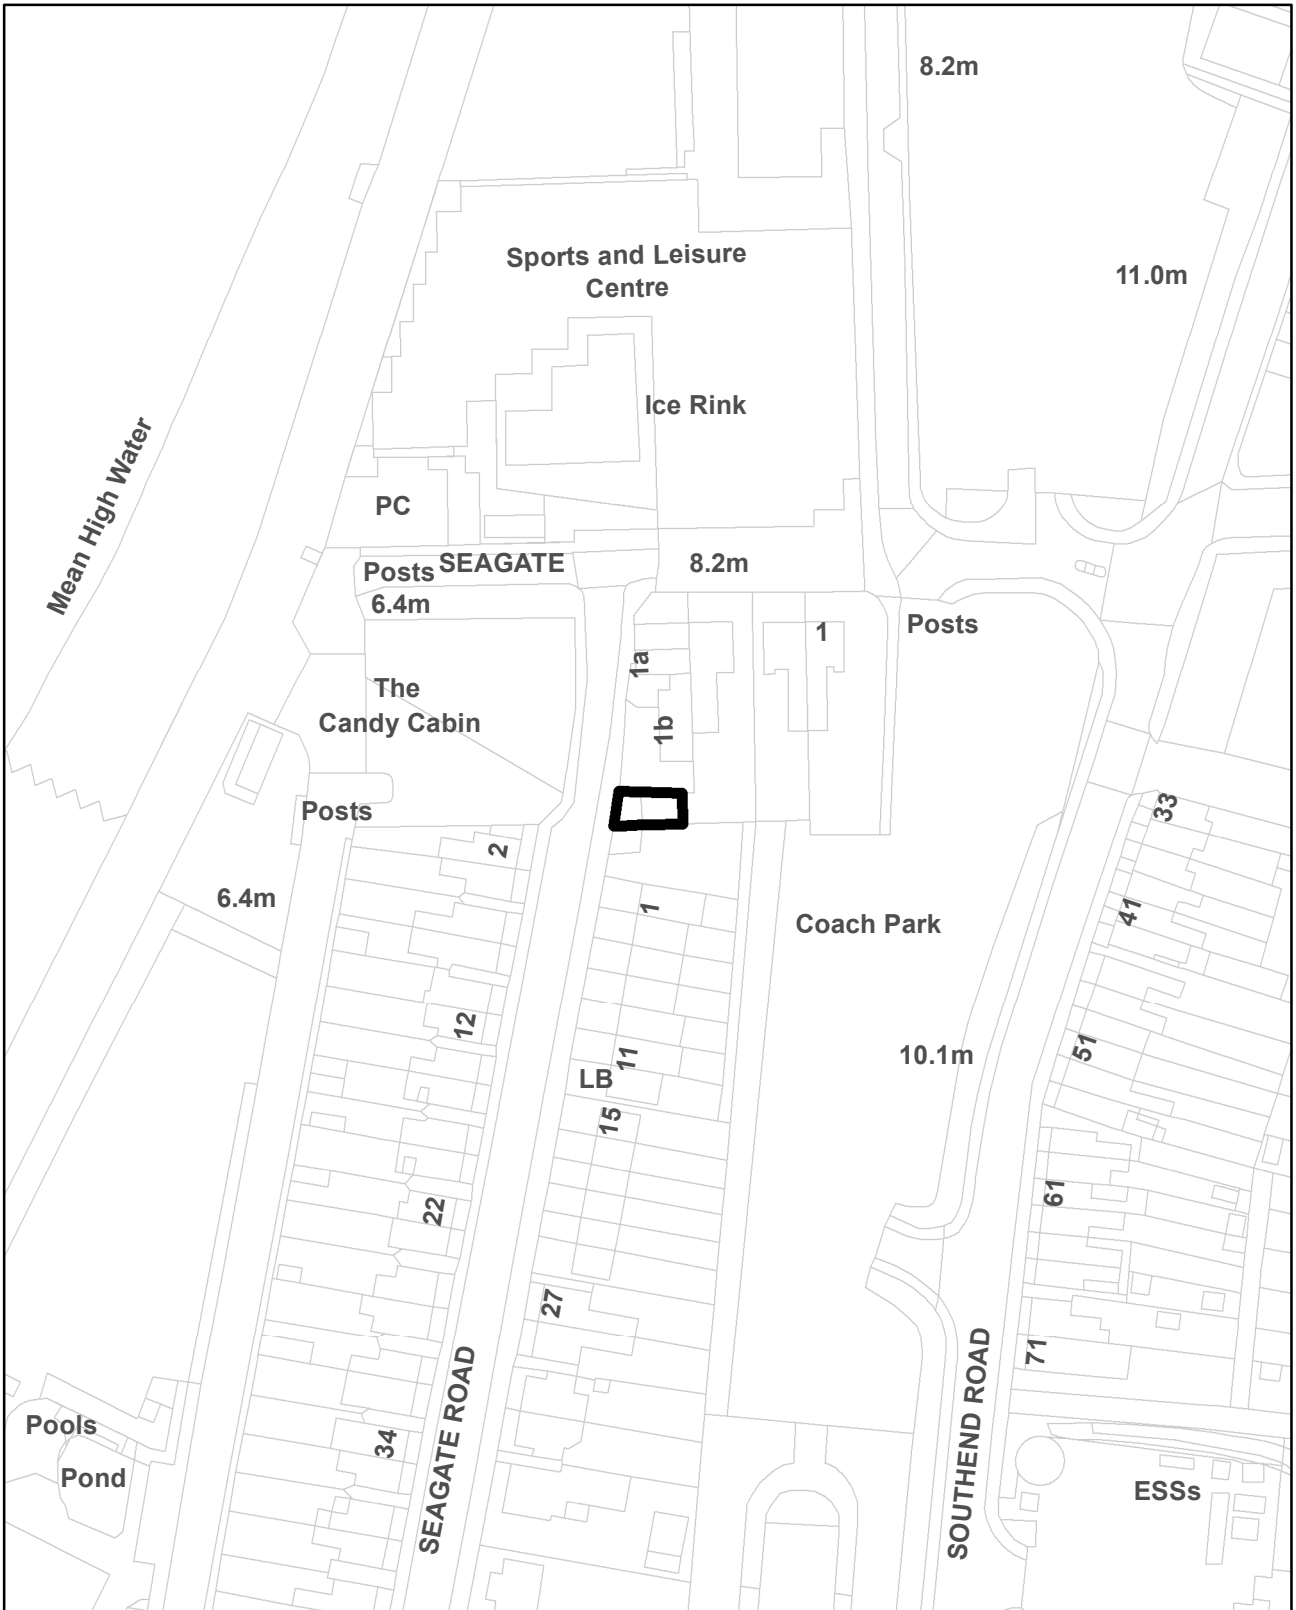 8.2m
Sports and Leisure
Centre
11.0m
Ice Rink
Mean High Water
PC
SEAGATE
8.2m
Posts
6.4m
Posts
1
1a
The
Candy Cabin
1b
Posts
33
2
6.4m
1
41
Coach Park
12
51
10.1m
11
LB
15
61
22
27
71
SEAGATE ROAD
SOUTHEND ROAD
34
Pools
Pond
ESSs